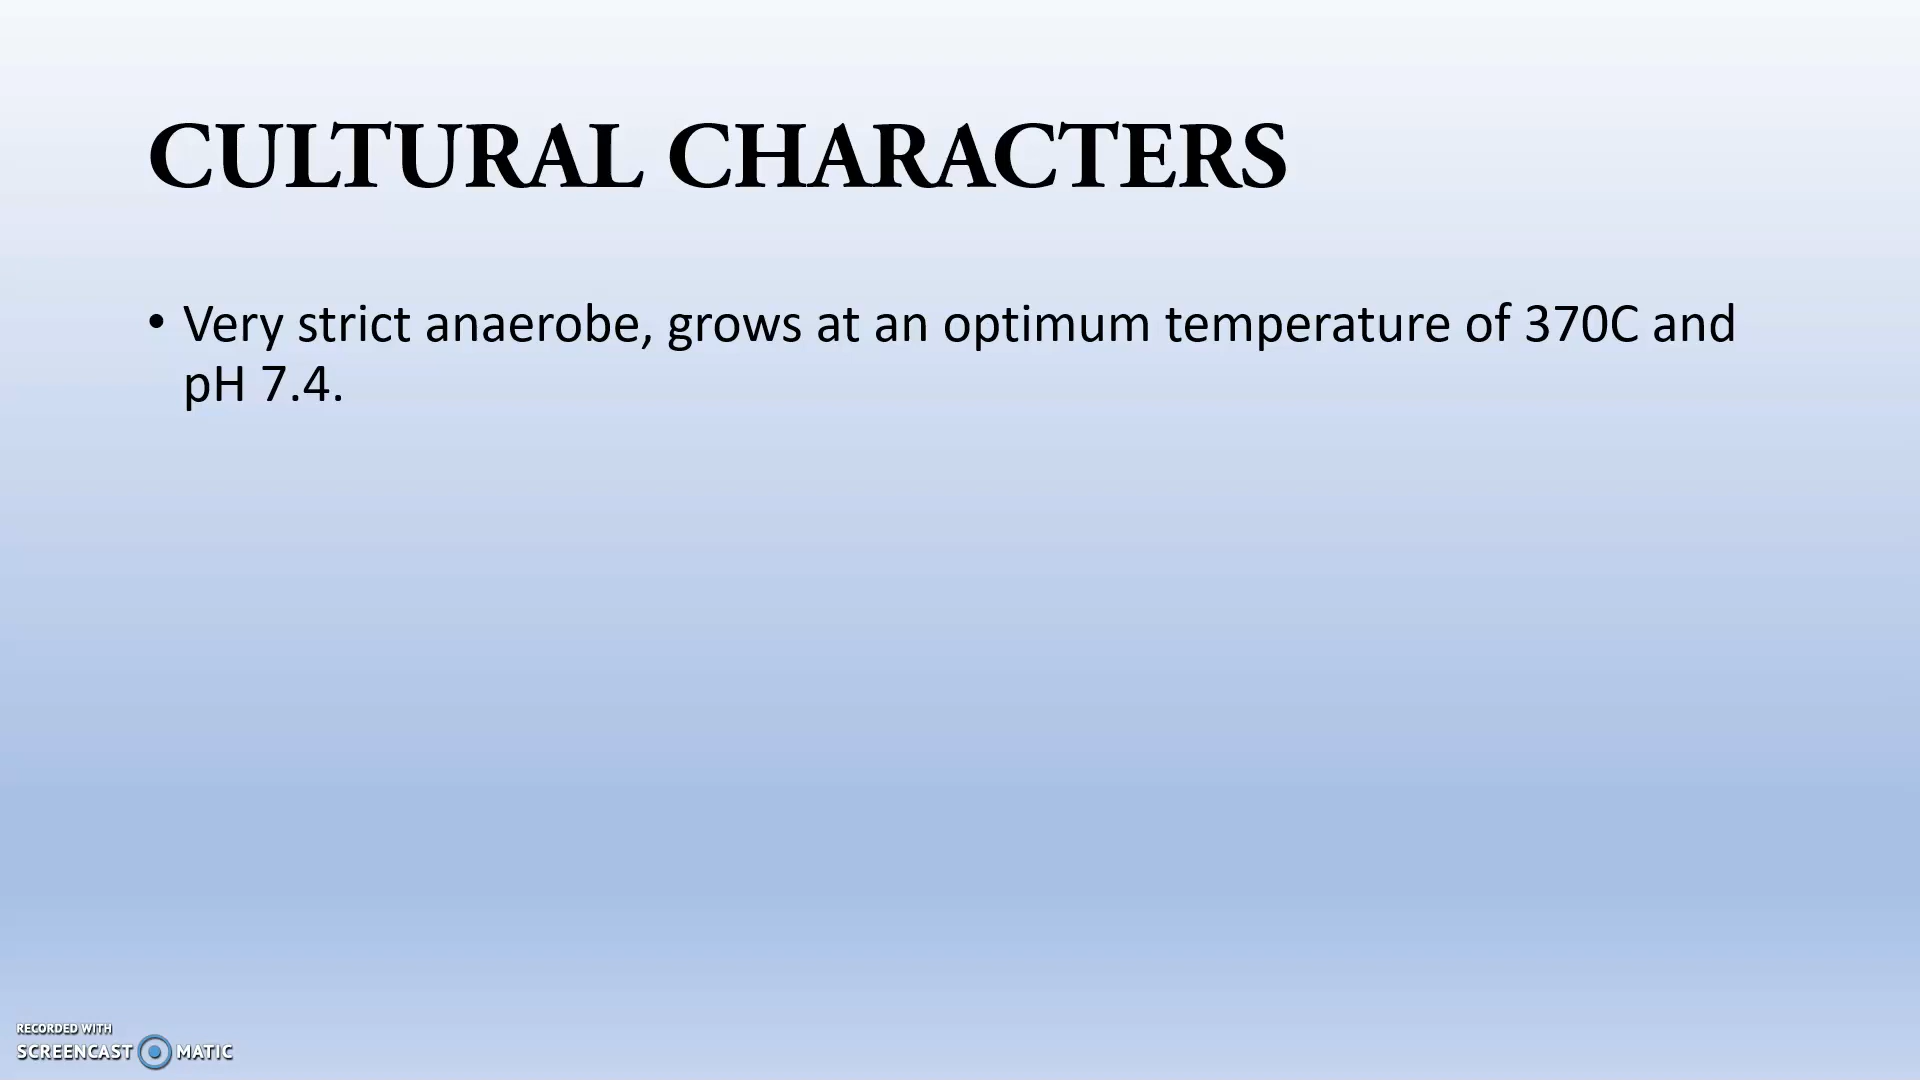 CULTURAL CHARACTERS
• Very strict anaerobe, grows at an optimum temperature of 370C and
pH 7.4.
RECORDED WITH
SCREENCAST MATIC